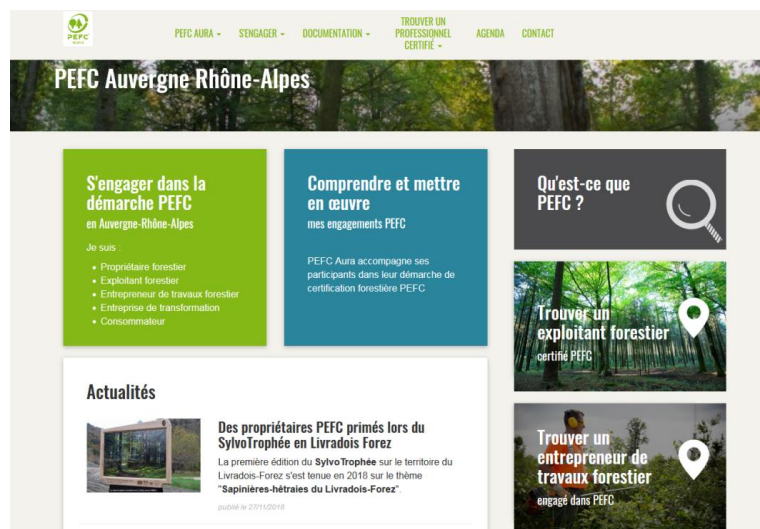 PEFC
PEFC AURA
S'ENGAGER
DOCUMENTATION
TROUVER UN
PROFESSIONNEL
CERTIFIÉ
AGENDA
CONTACT
PEFC Auvergne Rhône-Alpes
S'engager dans la
démarche PEFC
en Auvergne-Rhône-Alpes
Je suis :
Propriétaire forestier
Exploitant forestier
Entrepreneur de travaux forestier
Entreprise de transformation
Consommateur
Comprendre et mettre
en œuvre
mes engagements PEFC
PEFC Aura accompagne ses
participants dans leur démarche de
certification forestière PEFC
Qu'est-ce que
PEFC ?
Trouver un
exploitant forestier
certifié PEFC
Actualités
Des propriétaires PEFC primés lors du
SylvoTrophée en Livradois Forez
La première édition du SylvoTrophée sur le territoire du
Livradois-Forez s'est tenue en 2018 sur le thème
"Sapinières-hêtraies du Livradois-Forez".
publié le 27/11/2018
Trouver un
entrepreneur de
travaux forestier
engagé dans PEFC